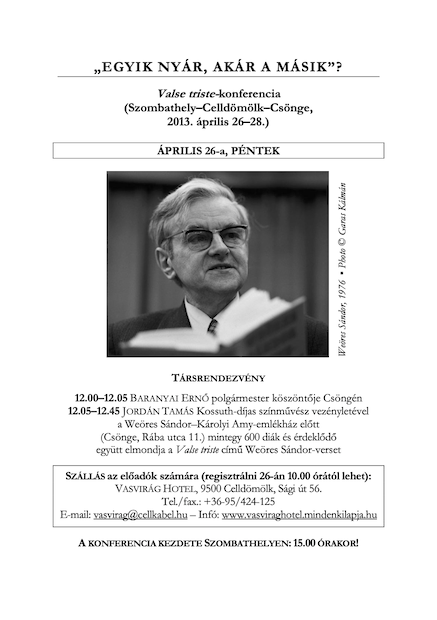 „EGYIK NYÁR, AKÁR A MÁSIK”?
Valse triste-konferencia
(Szombathely–Celldömölk–Csönge,
2013. április 26–28.)
ÁPRILIS 26-a, PÉNTEK
Weöres Sándor, 1976 ▪ Photo © Garas Kálmán
TÁRSRENDEZVÉNY
12.00–12.05 BARANYAI ERNŐ polgármester köszöntője Csöngén
12.05–12.45 JORDÁN TAMÁS Kossuth-díjas színművész vezényletével
a Weöres Sándor–Károlyi Amy-emlékház előtt
(Csönge, Rába utca 11.) mintegy 600 diák és érdeklődő
együtt elmondja a Valse triste című Weöres Sándor-verset
SZÁLLÁS az előadók számára (regisztrálni 26-án 10.00 órától lehet):
VASVIRÁG HOTEL, 9500 Celldömölk, Sági út 56.
Tel./fax.: +36-95/424-125
E-mail: vasvirag@cellkabel.hu – Infó: www.vasviraghotel.mindenkilapja.hu
A KONFERENCIA KEZDETE SZOMBATHELYEN: 15.00 ÓRAKOR!